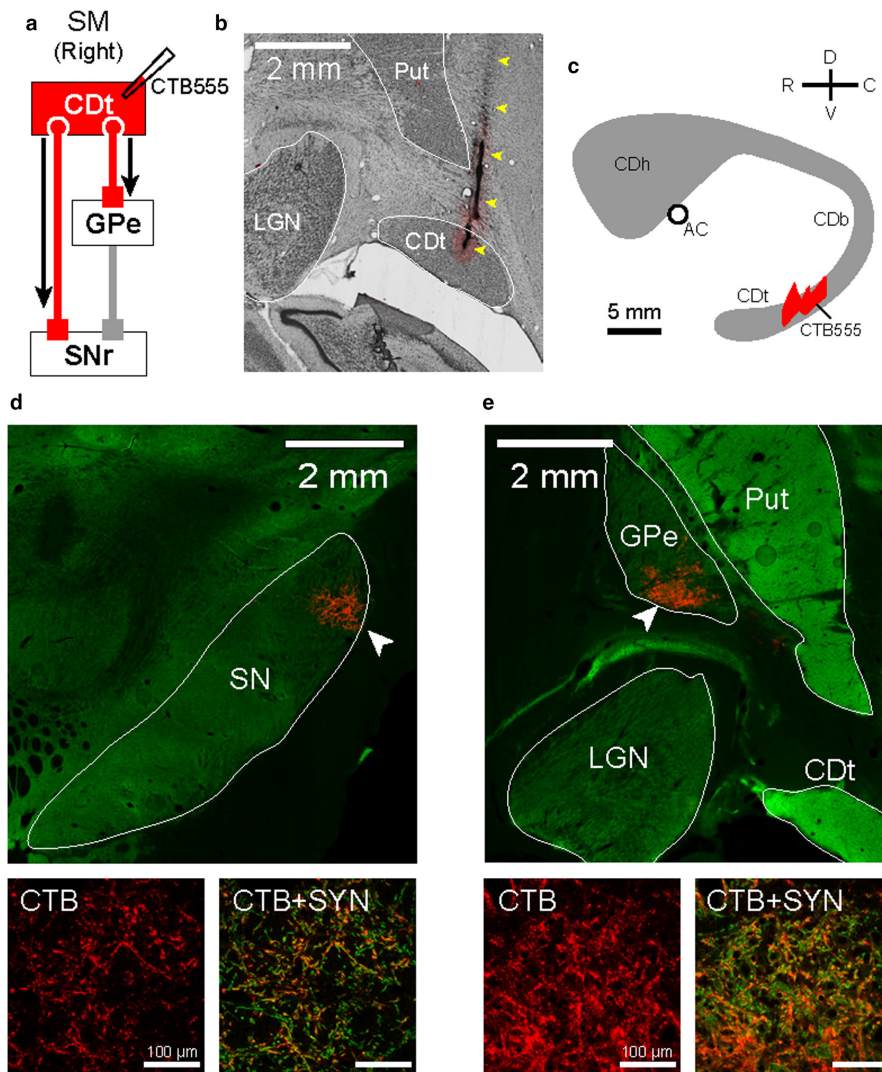 a
SM
(Right)
CTB555
CDt
GPe
SNr
b
2 mm
Put
LGN
CDt
c
D
R
C
V
CDh
AC
CDb
CDt
5 mm
CTB555
d
2 mm
SN
CTB
100 µm
CTB+SYN
e
2 mm
Put
GPe
LGN
CDt
CTB
100 µm
CTB+SYN